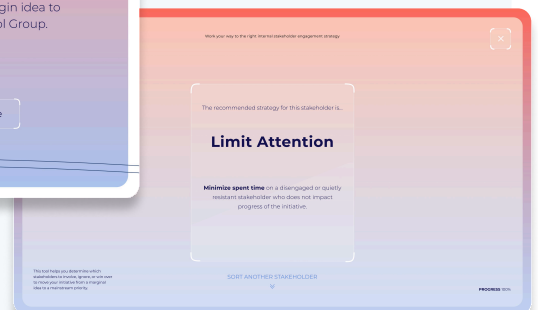 gin idea to
ol Group.
e
Work your way to the right internal stakeholder engagement strategy
The recommended strategy for this stakeholder is...
Limit Attention
Minimize spent time on a disengaged or quietly
resistant stakeholder who does not impact
progress of the initiative.
This tool helps you determine which
stakeholders to involve, ignore, or win over
to move your initiative from a marginal
idea to a mainstream priority.
SORT ANOTHER STAKEHOLDER
PROGRESS 100%